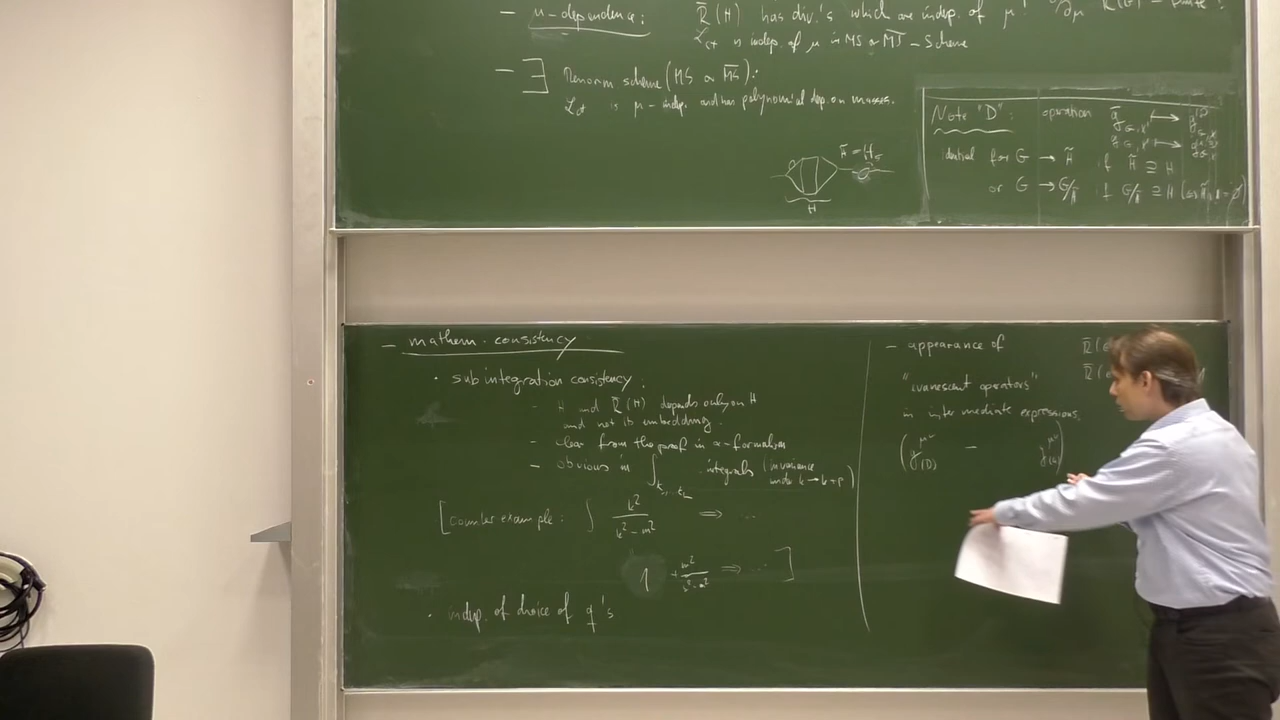 – μ-dependence: R̄(H) has div.'s which are indep. of μ!
ℒ_ct is indep. of μ in MS or M̄S̄ – Scheme
– ∃ Renorm scheme (MS or M̄S̄):
ℒ_ct is μ-indep. and has polynomial dep. on masses.
Note "D": operation
identical for G → H̃ if H̃ ≅ H
or G → G/H̃ if G/H̃ ≅ H
H
– mathem. consistency
• subintegration consistency:
– H and R̄(H) depends only on H
and not its embedding.
– clear from the proof in α-formalism
– obvious in ∫ integrals (invariance
under k → k+p)
[counter example: ∫ k²/(k²-m²) ⇒ ...
1 + m²/(k²-m²) ⇒ ... ]
• indep. of choice of q's
– appearance of
"evanescent operators"
in intermediate expressions
(g^{μν}_{(D)} – g^{μν}_{(4)})